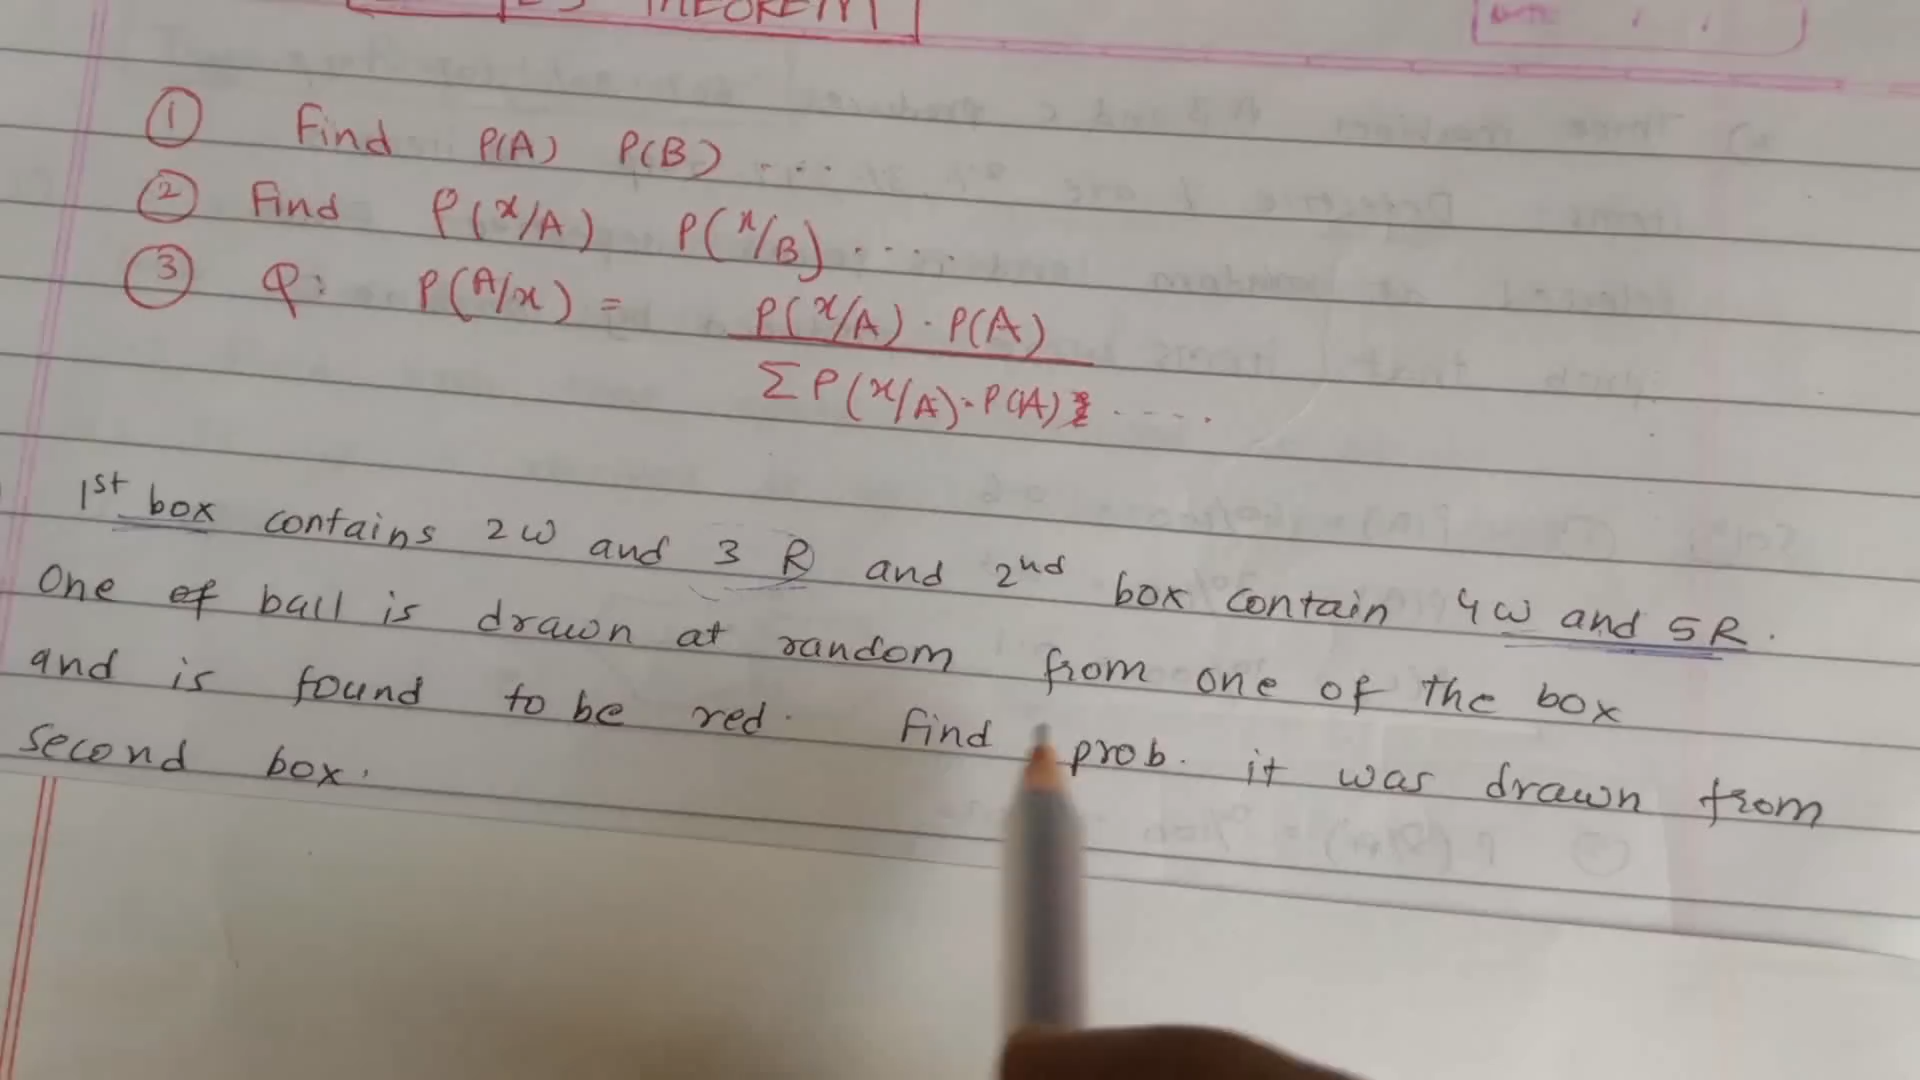 THEOREM
① Find P(A) P(B) ....
② Find P(x/A) P(x/B) ....
③ Q: P(A/x) = P(x/A) . P(A)
Σ P(x/A) . P(A) .....
1st box contains 2W and 3 R and 2nd box contain 4W and 5R.
One of ball is drawn at random from one of the box
and is found to be red. Find prob. it was drawn from
second box.